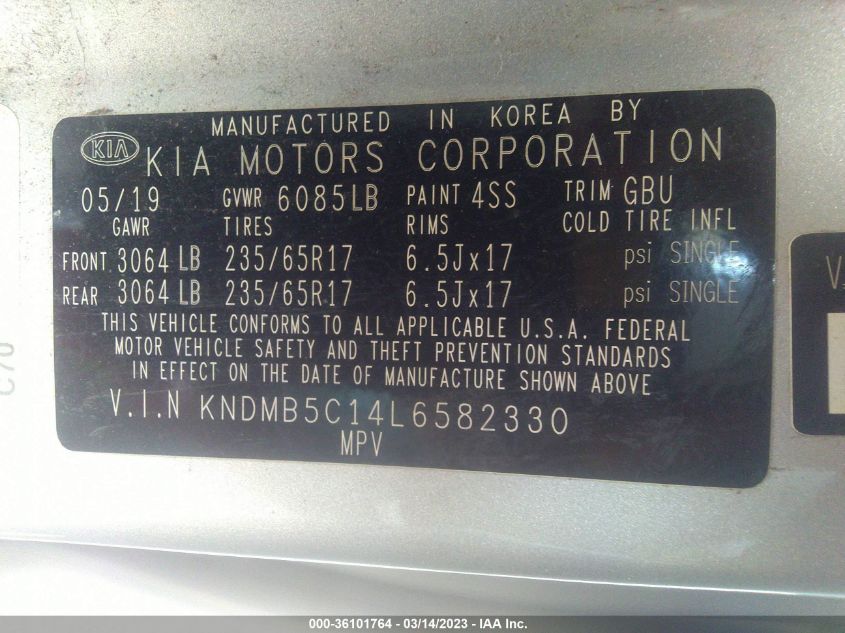 MANUFACTURED IN KOREA BY
KIA KIA MOTORS CORPORATION
05/19 GVWR 6085LB PAINT 4SS TRIM GBU
GAWR TIRES RIMS COLD TIRE INFL
FRONT 3064 LB 235/65R17 6.5Jx17 psi SINGLE
REAR 3064 LB 235/65R17 6.5Jx17 psi SINGLE
THIS VEHICLE CONFORMS TO ALL APPLICABLE U.S.A. FEDERAL
MOTOR VEHICLE SAFETY AND THEFT PREVENTION STANDARDS
IN EFFECT ON THE DATE OF MANUFACTURE SHOWN ABOVE
V.I.N KNDMB5C14L6582330
MPV
000-36101764 / 03/14/2023 - IAA Inc.